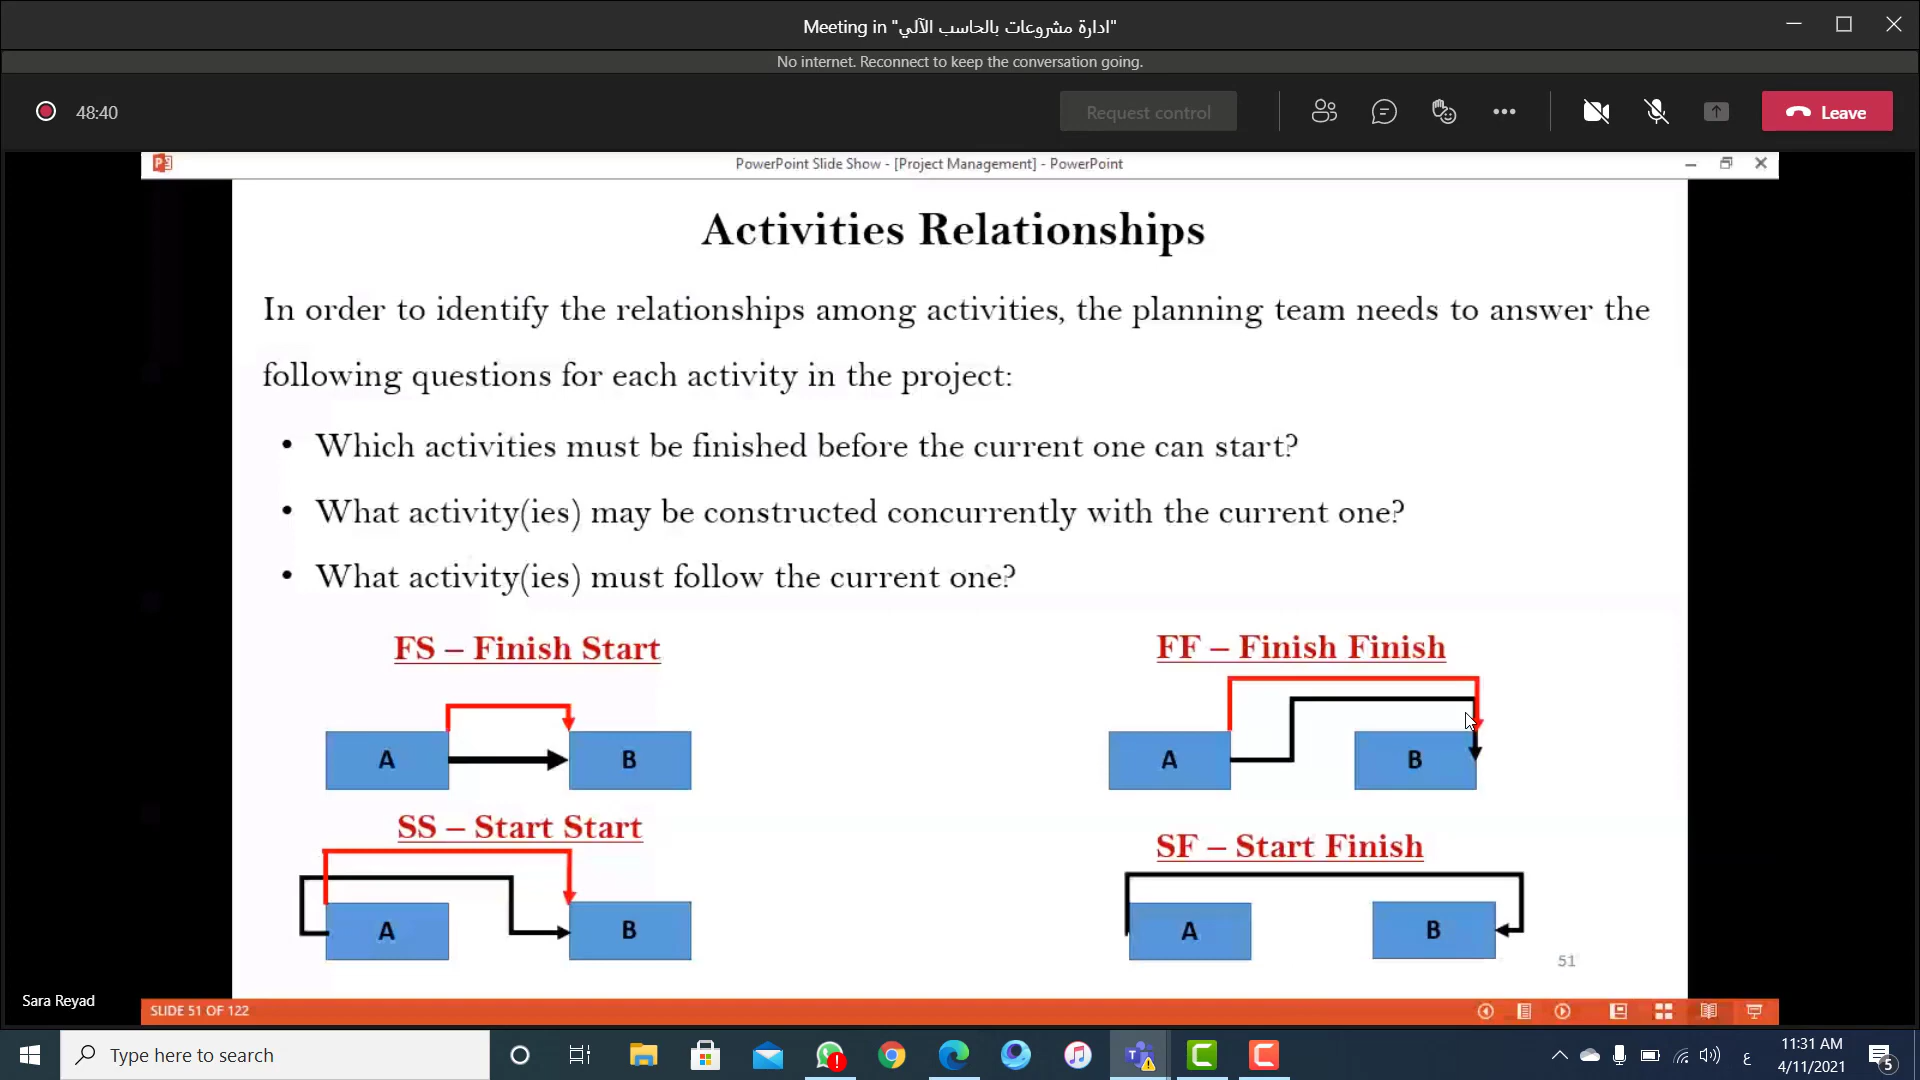 Meeting in "ادارة مشروعات بالحاسب الآلي"
No internet. Reconnect to keep the conversation going.
48:40
Request control
Leave
PowerPoint Slide Show - [Project Management] - PowerPoint
Activities Relationships
In order to identify the relationships among activities, the planning team needs to answer the
following questions for each activity in the project:
• Which activities must be finished before the current one can start?
• What activity(ies) may be constructed concurrently with the current one?
• What activity(ies) must follow the current one?
FS – Finish Start
A
B
FF – Finish Finish
A
B
SS – Start Start
A
B
SF – Start Finish
A
B
51
Sara Reyad
SLIDE 51 OF 122
Type here to search
ع
11:31 AM
4/11/2021
5